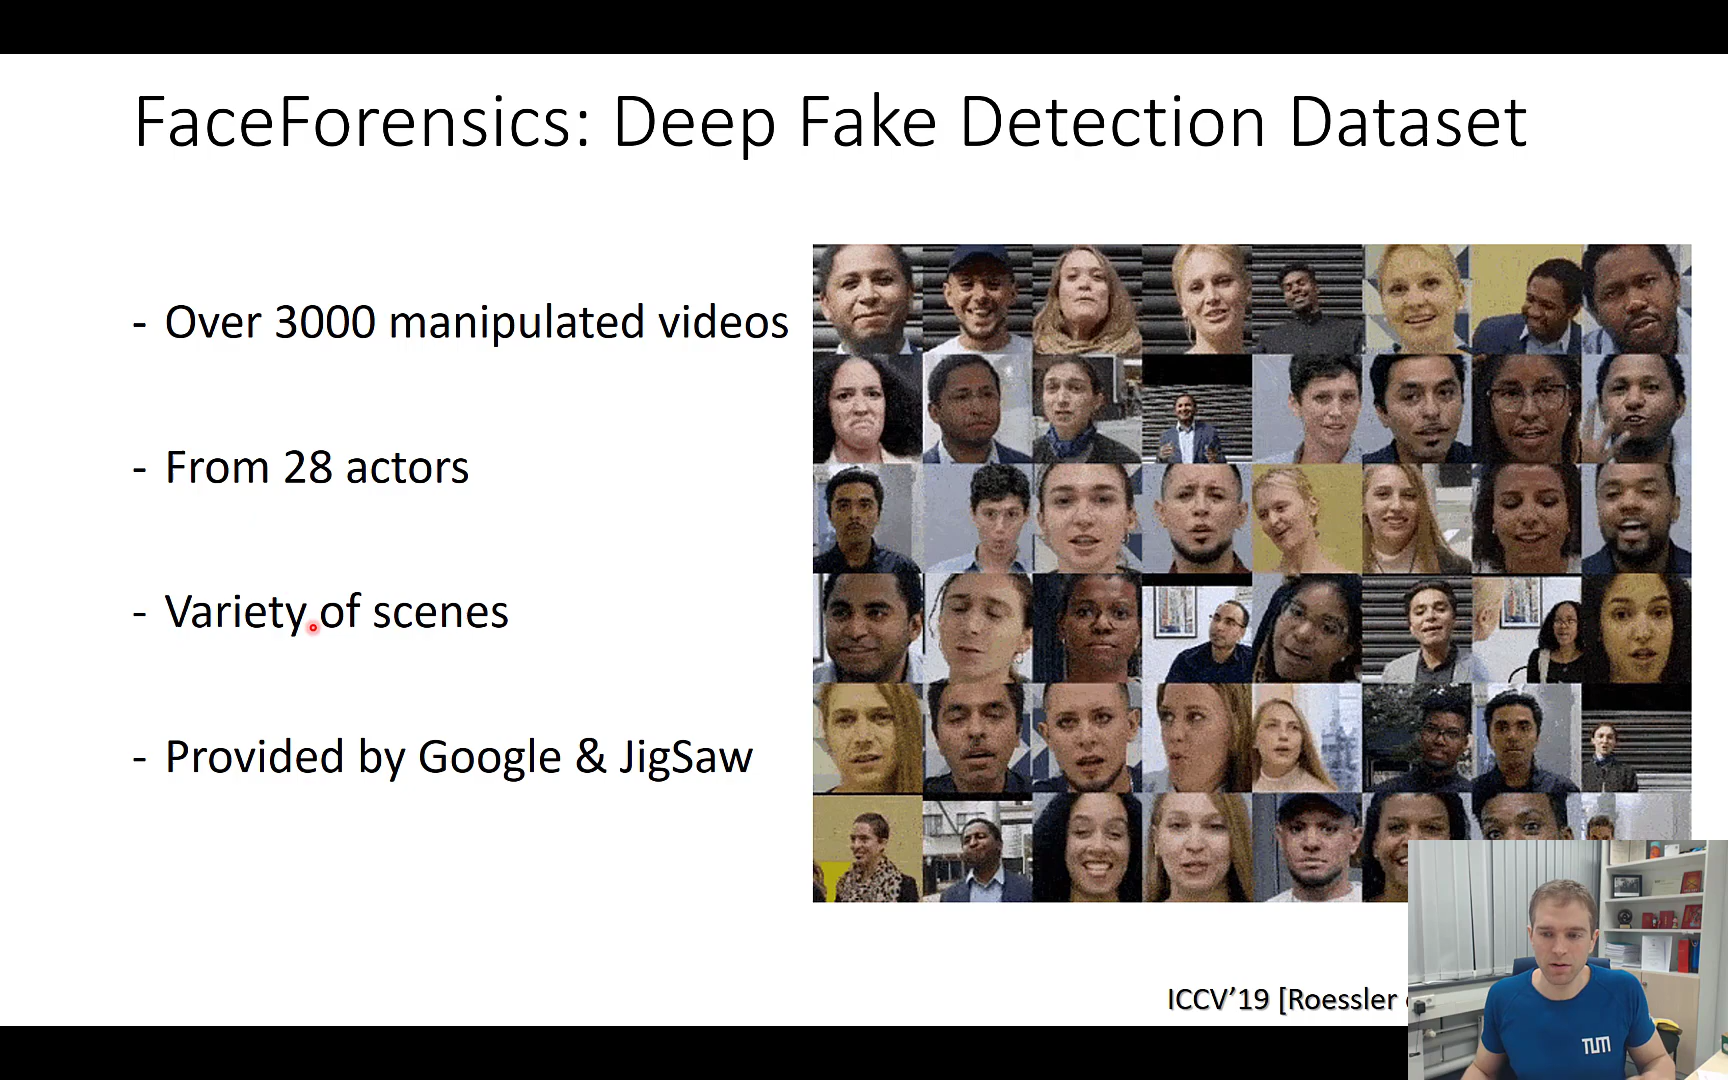 FaceForensics: Deep Fake Detection Dataset
- Over 3000 manipulated videos
- From 28 actors
- Variety of scenes
- Provided by Google & JigSaw
ICCV’19 [Roessler
TUM